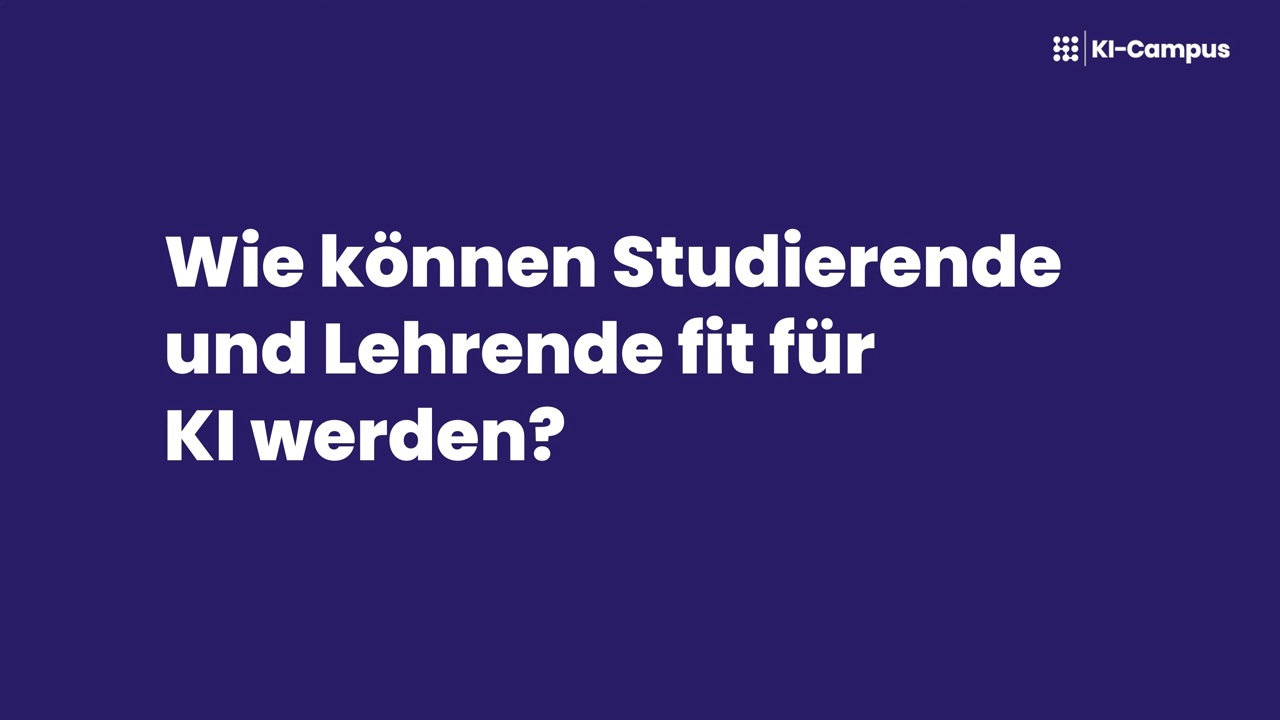 KI-Campus
Wie können Studierende
und Lehrende fit für
KI werden?